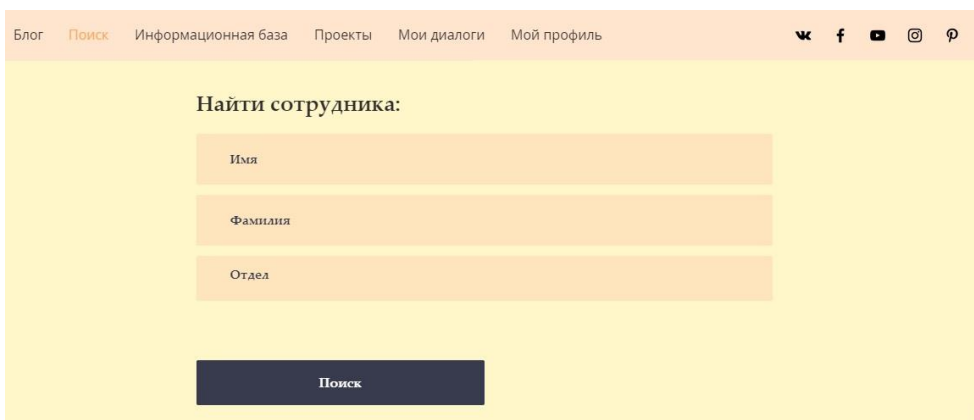 Блог Поиск Информационная база Проекты Мои диалоги Мой профиль
Найти сотрудника:
Имя
Фамилия
Отдел
Поиск